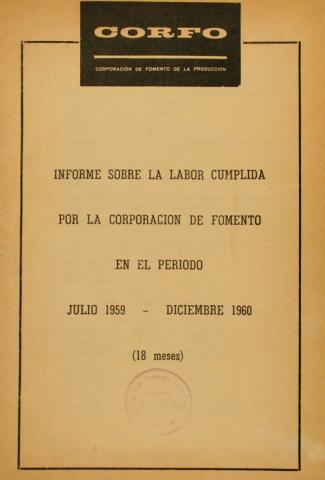 CORFO
CORPORACION DE FOMENTO DE LA PRODUCCION
INFORME SOBRE LA LABOR CUMPLIDA
POR LA CORPORACION DE FOMENTO
EN EL PERIODO
JULIO 1959 - DICIEMBRE 1960
(18 meses)